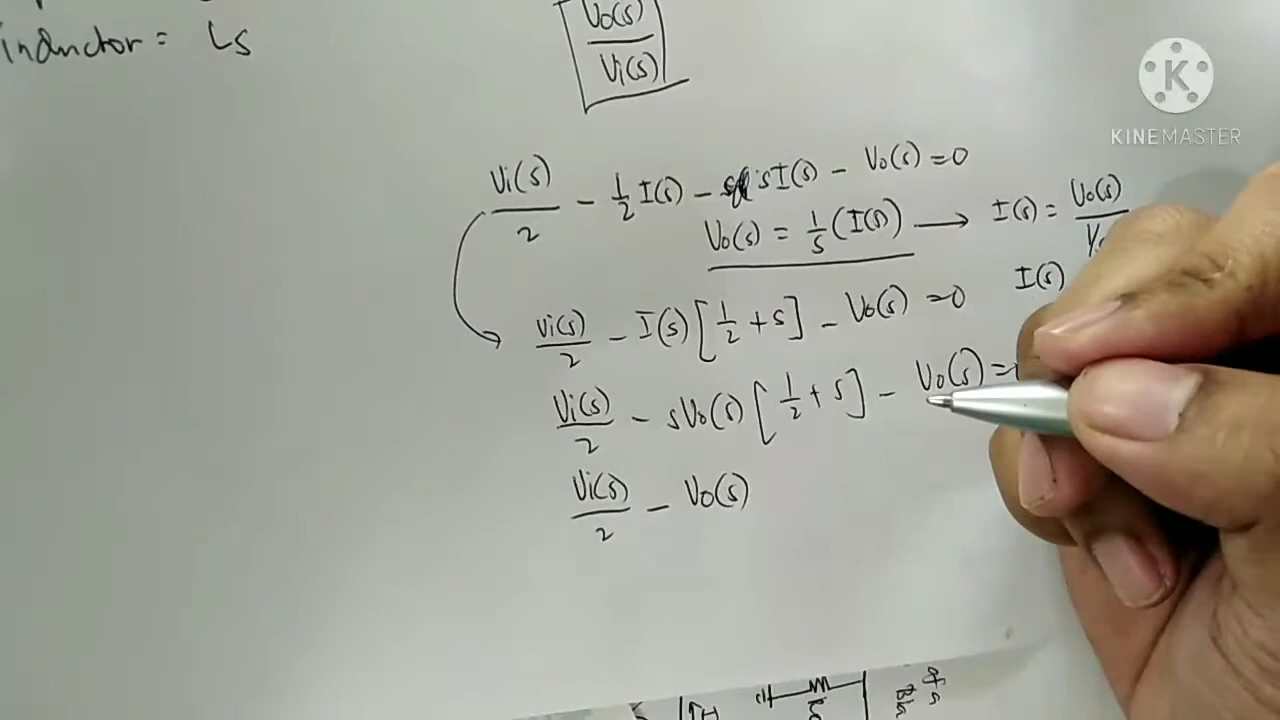 inductor = Ls
Vo(s)
Vi(s)
Vi(s)/2 - 1/2 I(s) - sI(s) - Vo(s) = 0
Vo(s) = 1/s (I(s)) → I(s) = Vo(s)/1/s
I(s)
Vi(s)/2 - I(s)[1/2 + s] - Vo(s) = 0
Vi(s)/2 - sVo(s)[1/2 + s] - Vo(s) =
Vi(s)/2 - Vo(s)
K
KINEMASTER